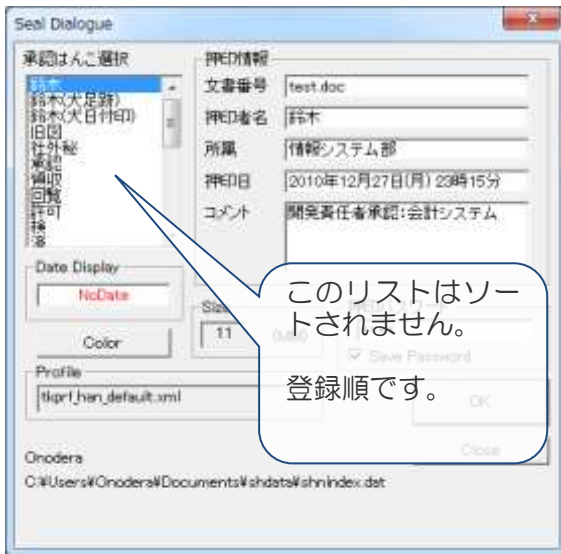 Seal Dialogue
承認はんこ選択
鈴木
鈴木(犬足跡)
鈴木(犬日付印)
旧図
社外秘
承認
領収
回覧
許可
検
済
Date Display
NoDate
Color
Profile
tkprf_han_default.xml
押印情報
文書番号
test.doc
押印者名
鈴木
所属
情報システム部
押印日
2010年12月27日(月) 23時15分
コメント
開発責任者承認:会計システム
Size
11
(mm)
Save Password
OK
Close
このリストはソー
トされません。
登録順です。
Onodera
C:¥Users¥Onodera¥Documents¥shdata¥shnindex.dat